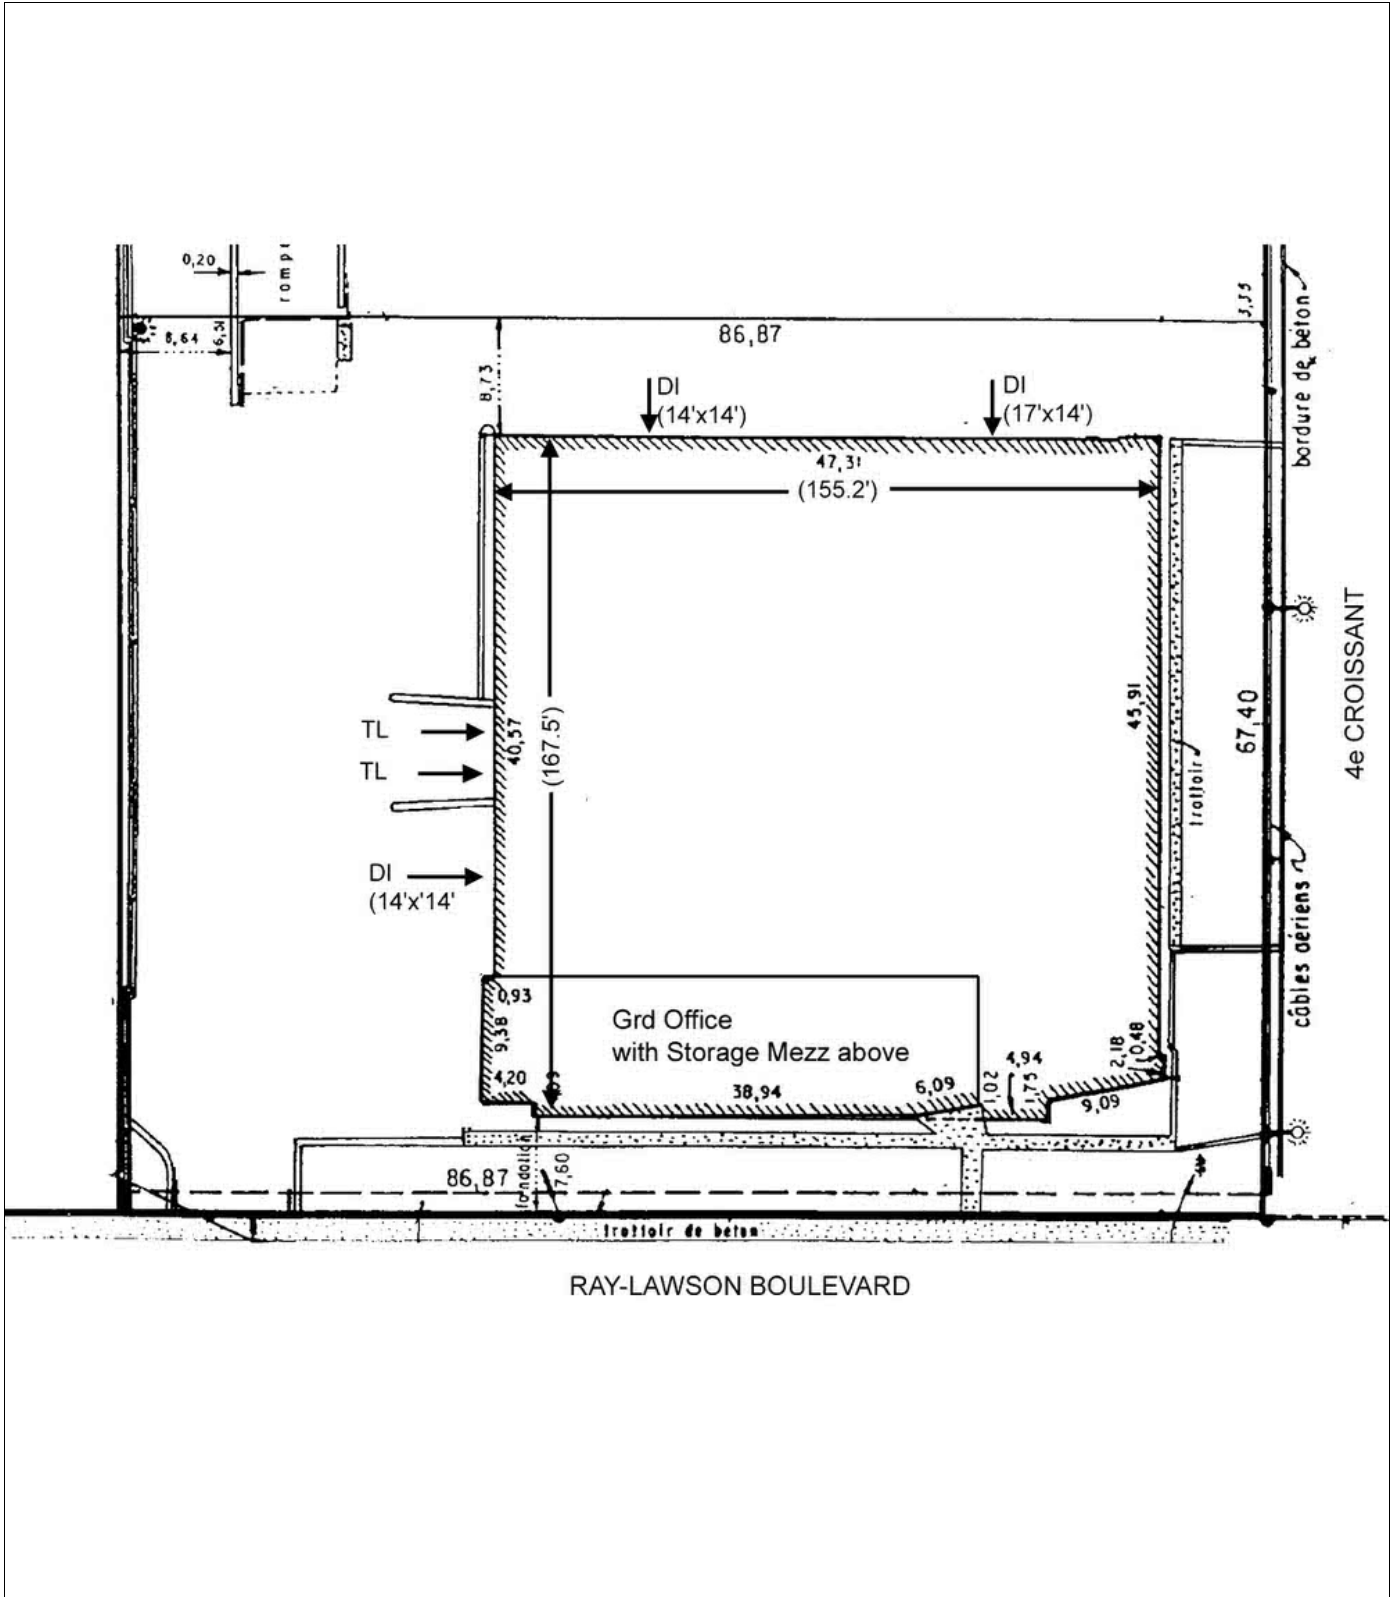 0,20
rampe
8,64
6,31
86,87
3,35
bordure de béton
8,73
DI
(14'x14')
DI
(17'x14')
47,31
(155.2')
TL
TL
40,57
(167.5')
45,91
trottoir
67,40
4e CROISSANT
DI
(14'x'14'
câbles aériens
0,93
9,38
4,20
Grd Office
with Storage Mezz above
38,94
6,09
1,02
4,94
1,75
2,18
0,48
9,09
86,87
fondation
7,60
trottoir de béton
RAY-LAWSON BOULEVARD